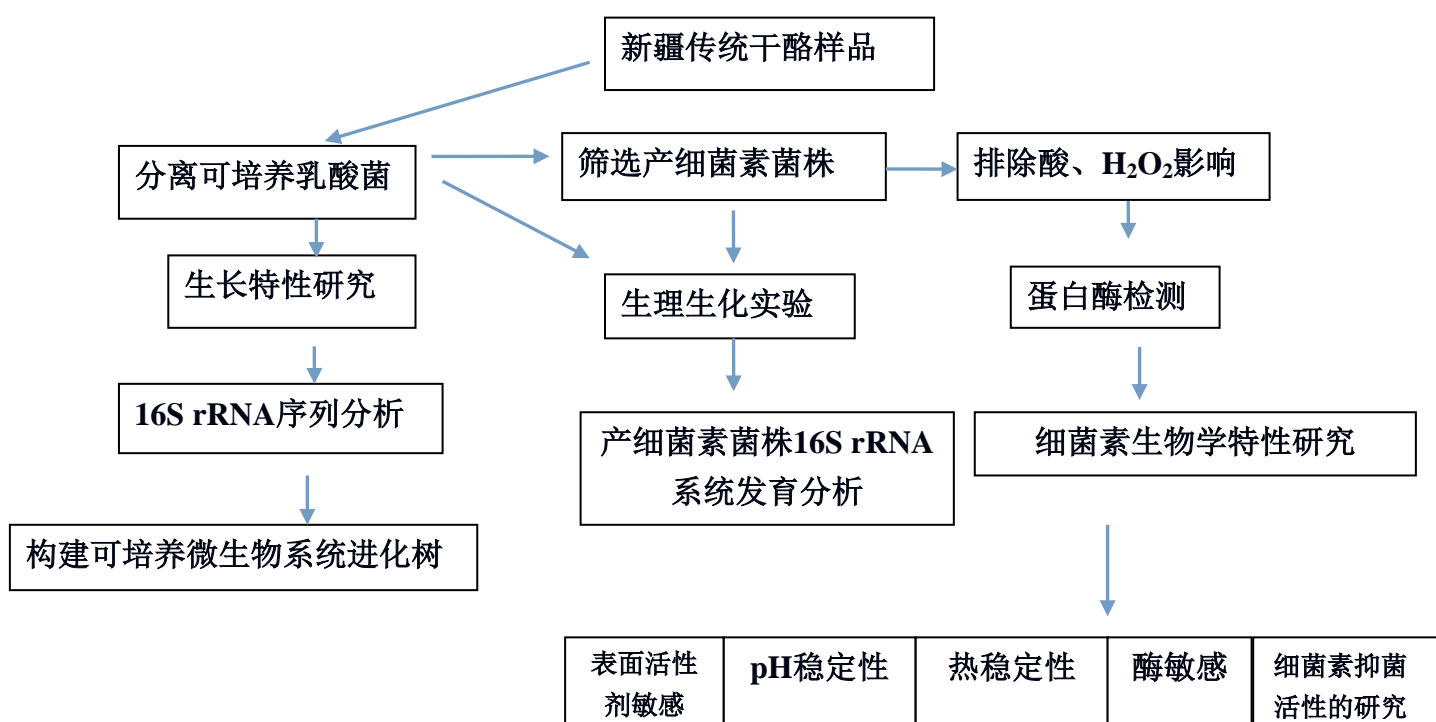 新疆传统干酪样品
分离可培养乳酸菌
筛选产细菌素菌株
排除酸、H₂O₂影响
生长特性研究
生理生化实验
蛋白酶检测
16S rRNA序列分析
产细菌素菌株16S rRNA
系统发育分析
细菌素生物学特性研究
构建可培养微生物系统进化树
表面活性
剂敏感
pH稳定性
热稳定性
酶敏感
细菌素抑菌
活性的研究